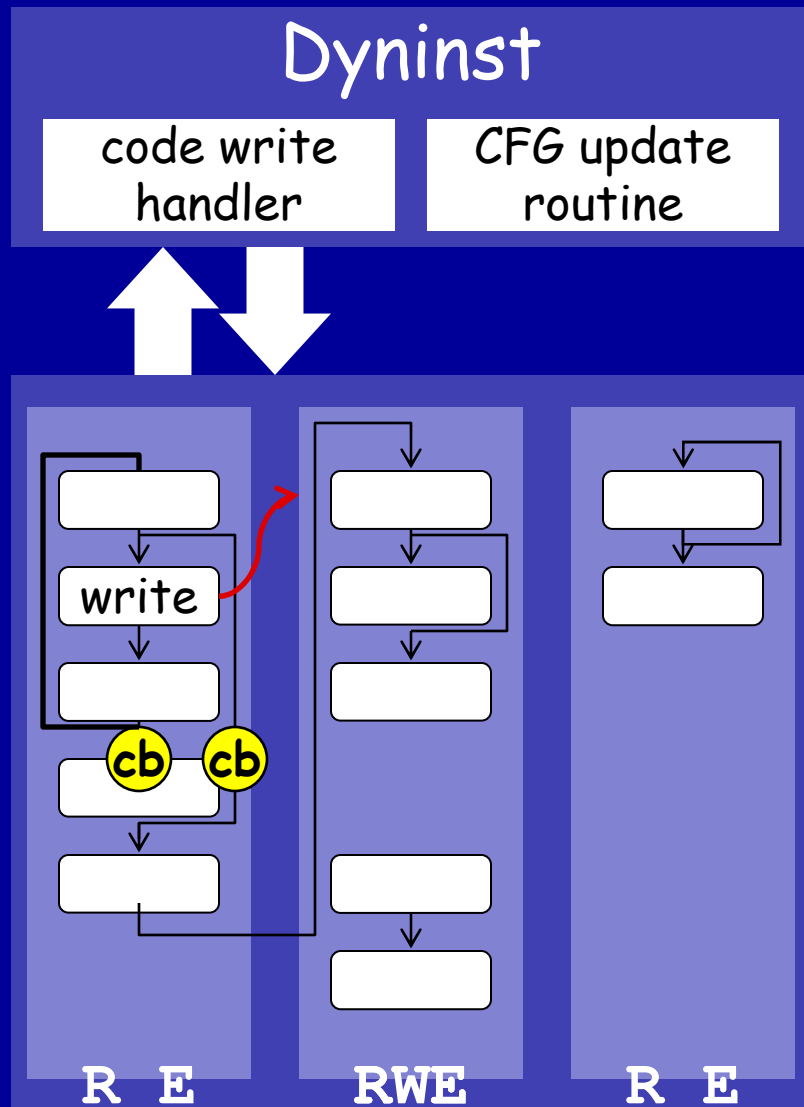 Dyninst
code write
handler
CFG update
routine
write
cb
cb
R E
RWE
R E